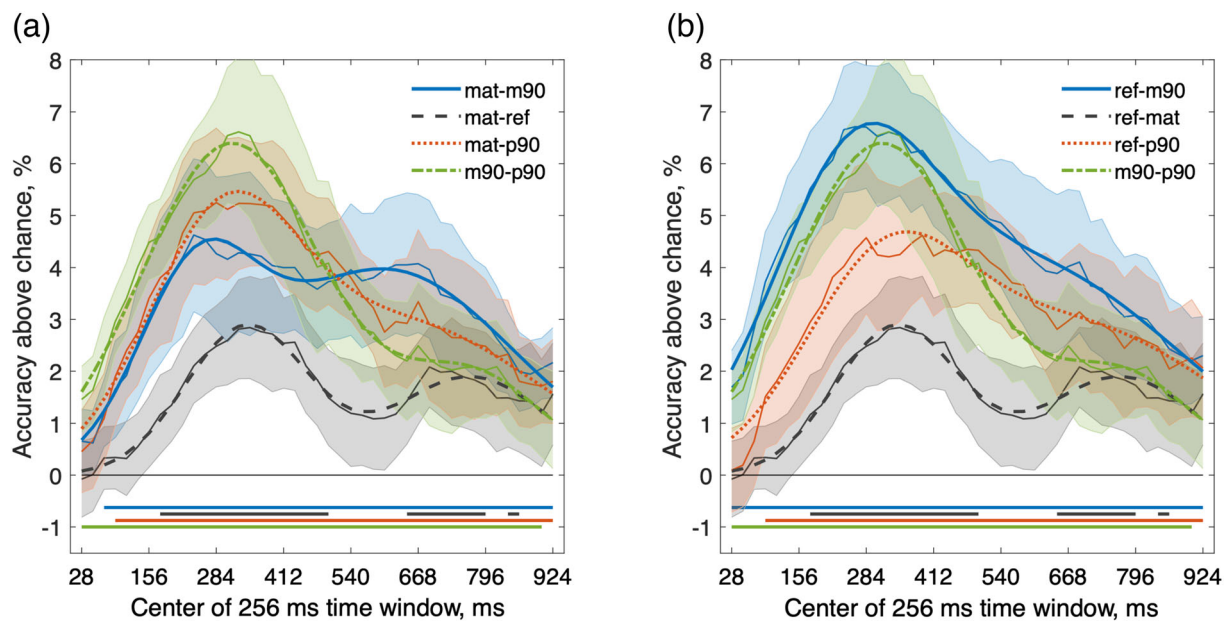 (a)
Accuracy above chance, %
8
7
6
5
4
3
2
1
0
-1
mat-m90
mat-ref
mat-p90
m90-p90
28 156 284 412 540 668 796 924
Center of 256 ms time window, ms
(b)
Accuracy above chance, %
8
7
6
5
4
3
2
1
0
-1
ref-m90
ref-mat
ref-p90
m90-p90
28 156 284 412 540 668 796 924
Center of 256 ms time window, ms